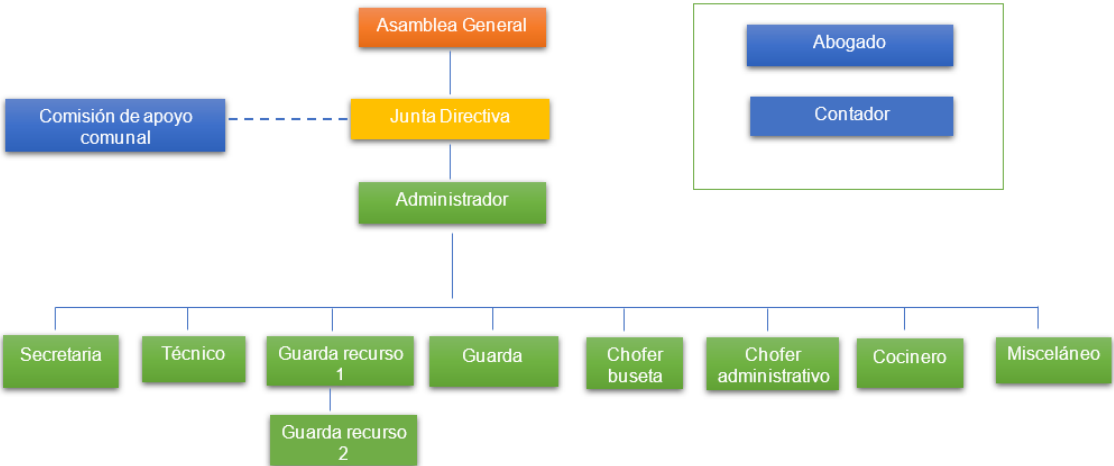 Asamblea General
Abogado
Comisión de apoyo
comunal
Junta Directiva
Contador
Administrador
Secretaria
Técnico
Guarda recurso
1
Guarda
Chofer
buseta
Chofer
administrativo
Cocinero
Misceláneo
Guarda recurso
2